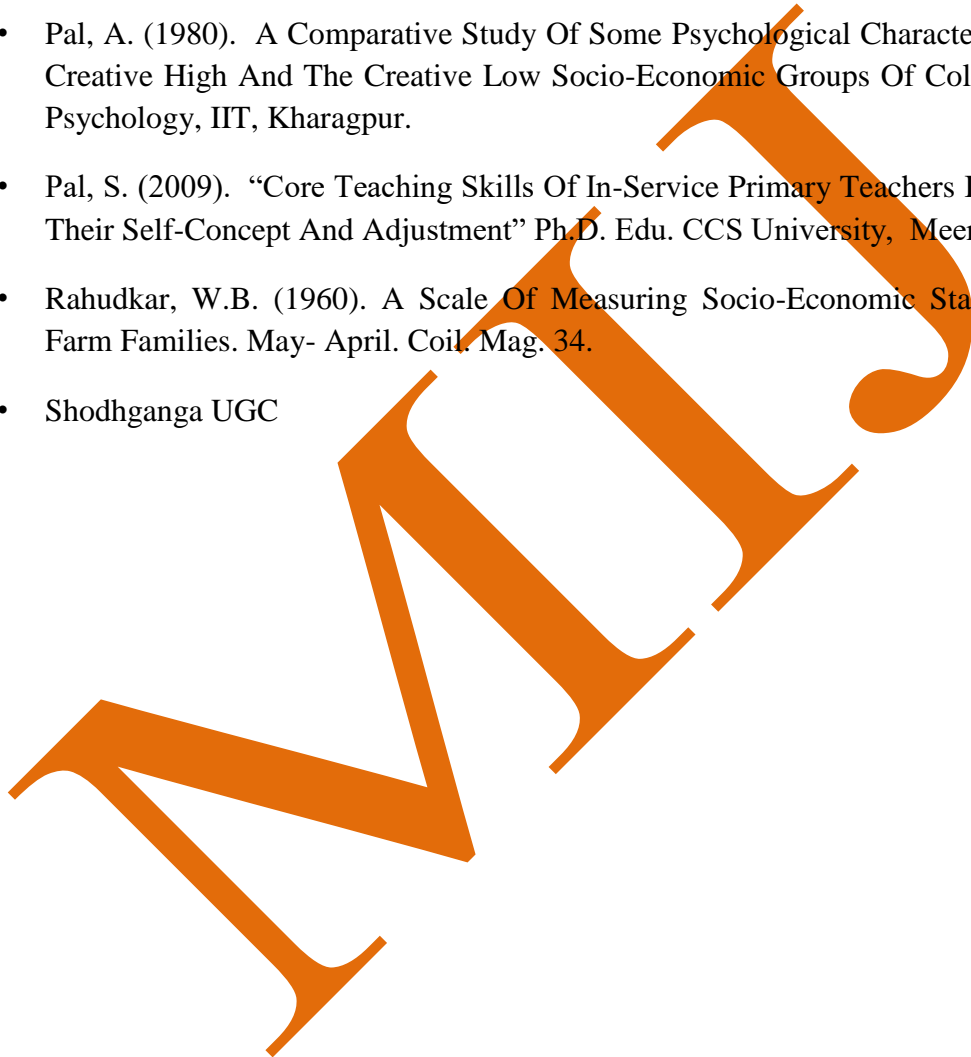 • Pal, A. (1980). A Comparative Study Of Some Psychological Characte
Creative High And The Creative Low Socio-Economic Groups Of Col
Psychology, IIT, Kharagpur.
• Pal, S. (2009). “Core Teaching Skills Of In-Service Primary Teachers
Their Self-Concept And Adjustment” Ph.D. Edu. CCS University, Meer
• Rahudkar, W.B. (1960). A Scale Of Measuring Socio-Economic Sta
Farm Families. May- April. Coil. Mag. 34.
• Shodhganga UGC
MIJ